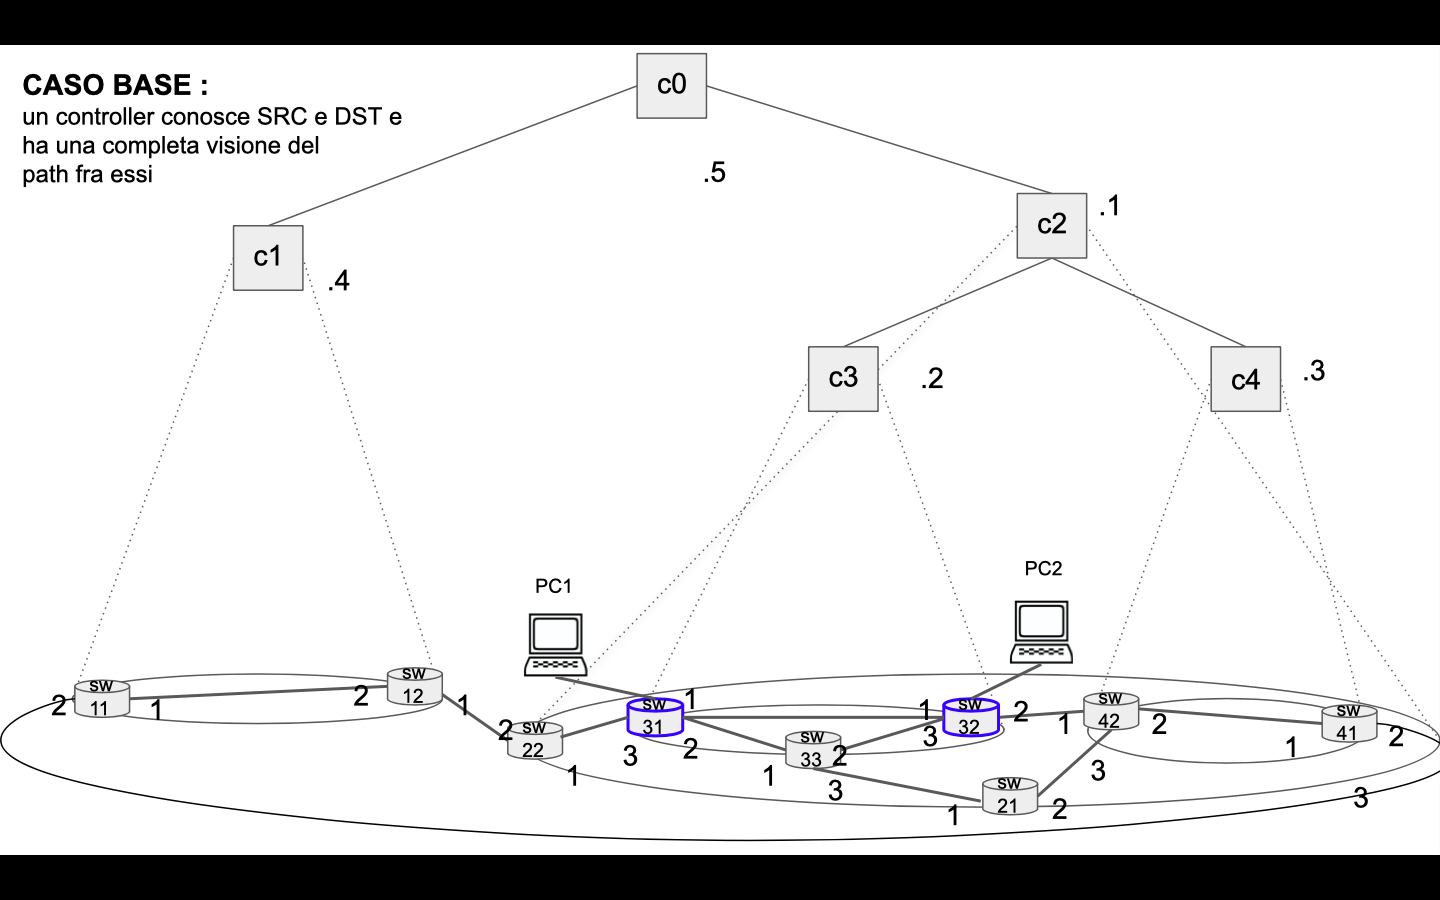 CASO BASE :
un controller conosce SRC e DST e
ha una completa visione del
path fra essi
c0
.5
c2
.1
c1
.4
c3
.2
c4
.3
PC1
PC2
SW
11
2
1
SW
12
2
1
SW
22
2
1
SW
31
1
3
2
SW
33
2
1
3
SW
32
1
2
3
SW
42
1
2
3
SW
41
1
2
3
SW
21
1
2